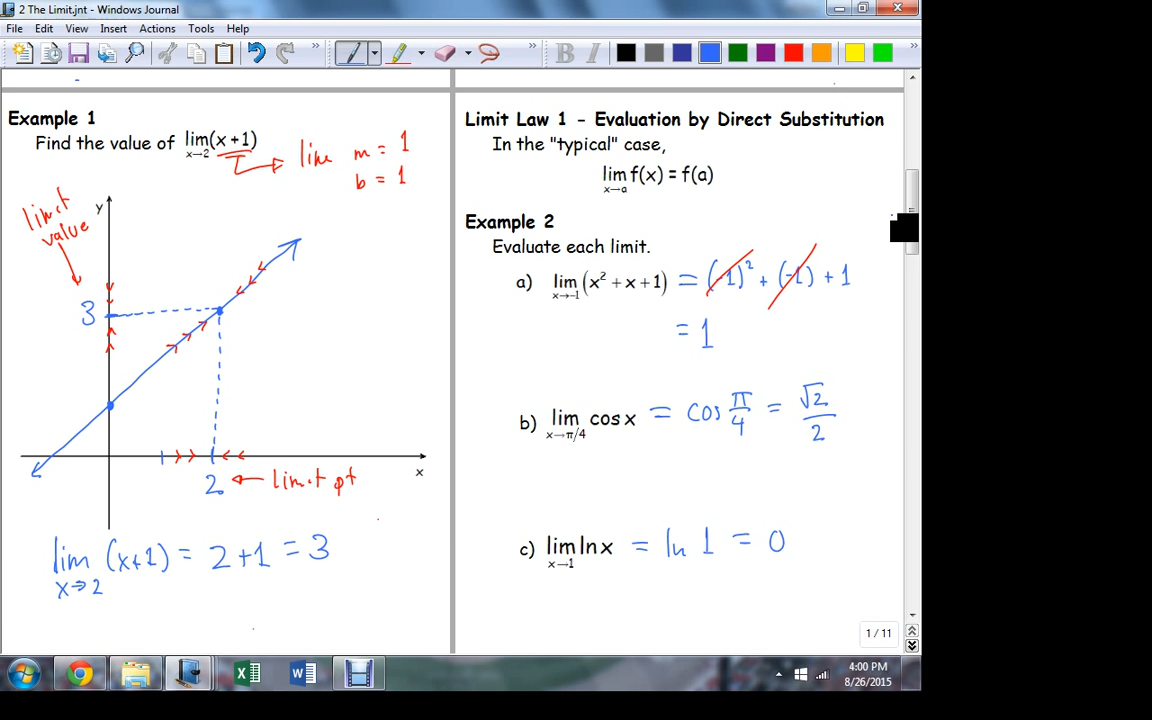 2 The Limit.jnt - Windows Journal
File Edit View Insert Actions Tools Help
Example 1
Find the value of lim(x+1)
x→2
line m = 1
b = 1
limit
value
y
3
x
2
limit pt
lim (x+1) = 2+1 = 3
x→2
Limit Law 1 - Evaluation by Direct Substitution
In the "typical" case,
lim f(x) = f(a)
x→a
Example 2
Evaluate each limit.
a) lim (x² + x + 1) = (-1)² + (-1) + 1
x→-1
= 1
b) lim cos x = cos π/4 = √2/2
x→π/4
c) lim ln x = ln 1 = 0
x→1
1 / 11
4:00 PM
8/26/2015